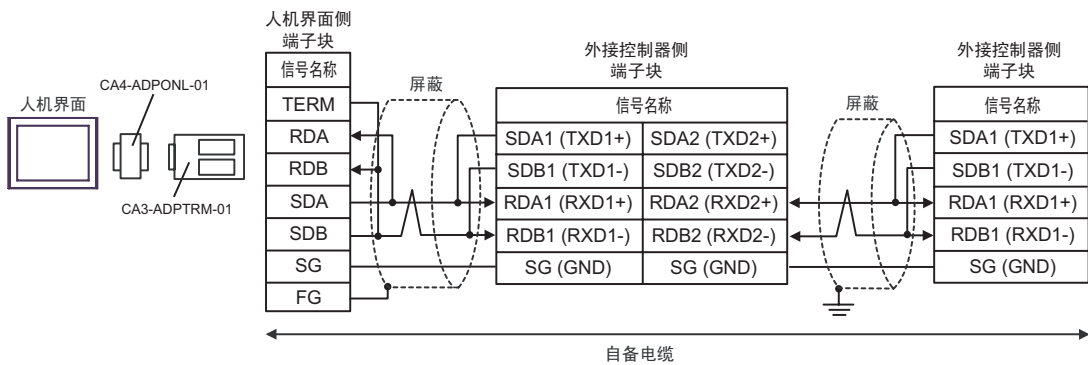 人机界面
CA4-ADPONL-01
CA3-ADPTRM-01
人机界面侧
端子块
信号名称
TERM
RDA
RDB
SDA
SDB
SG
FG
屏蔽
外接控制器侧
端子块
信号名称
SDA1 (TXD1+) SDA2 (TXD2+)
SDB1 (TXD1-) SDB2 (TXD2-)
RDA1 (RXD1+) RDA2 (RXD2+)
RDB1 (RXD1-) RDB2 (RXD2-)
SG (GND) SG (GND)
屏蔽
外接控制器侧
端子块
信号名称
SDA1 (TXD1+)
SDB1 (TXD1-)
RDA1 (RXD1+)
RDB1 (RXD1-)
SG (GND)
自备电缆